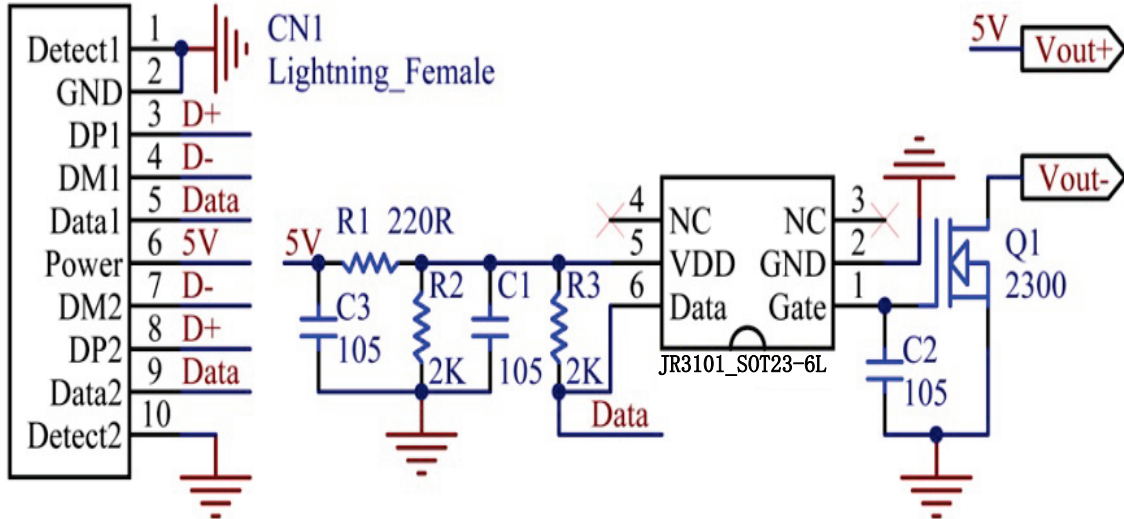 CN1
Lightning_Female
Detect1 1
GND 2
DP1 3 D+
DM1 4 D-
Data1 5 Data
Power 6 5V
DM2 7 D-
DP2 8 D+
Data2 9 Data
Detect2 10
5V
R1 220R
C3
105
R2
2K
C1
105
R3
2K
Data
4 NC
5 VDD
6 Data
NC 3
GND 2
Gate 1
JR3101_SOT23-6L
C2
105
Q1
2300
5V Vout+
Vout-